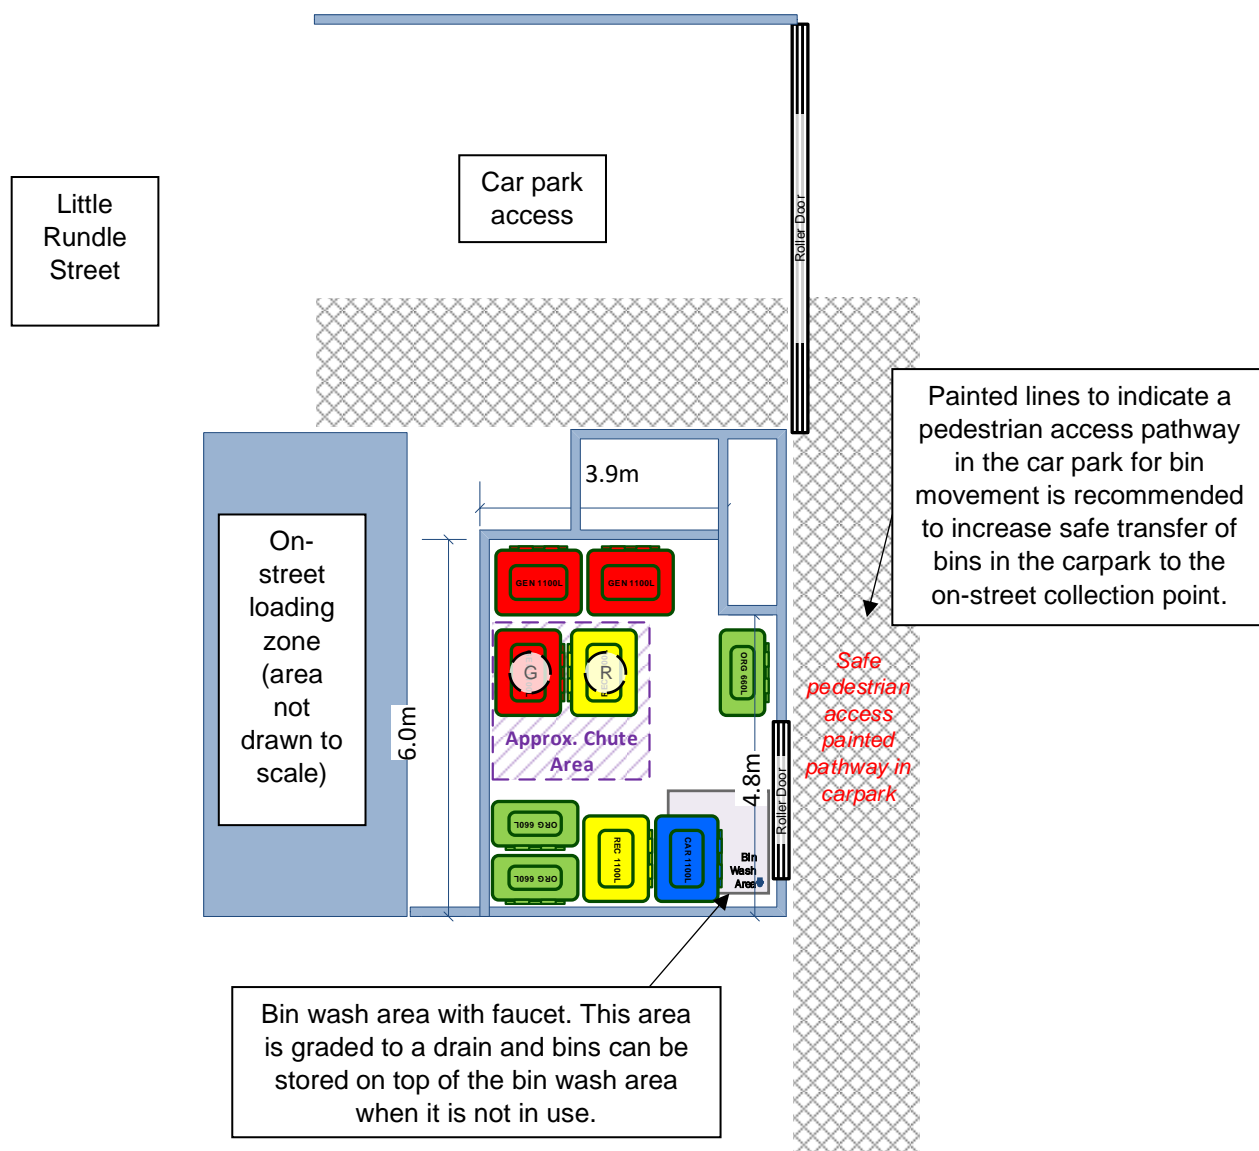 Little
Rundle
Street
Car park
access
Roller Door
Painted lines to indicate a
pedestrian access pathway
in the car park for bin
movement is recommended
to increase safe transfer of
bins in the carpark to the
on-street collection point.
3.9m
On-
street
loading
zone
(area
not
drawn to
scale)
6.0m
GEN 1100L
GEN 1100L
G
R
ORG 660L
Approx. Chute
Area
Safe
pedestrian
access
painted
pathway in
carpark
4.8m
Roller Door
ORG 660L
ORG 660L
REC 1100L
CAR 1100L
Bin
Wash
Area
Bin wash area with faucet. This area
is graded to a drain and bins can be
stored on top of the bin wash area
when it is not in use.